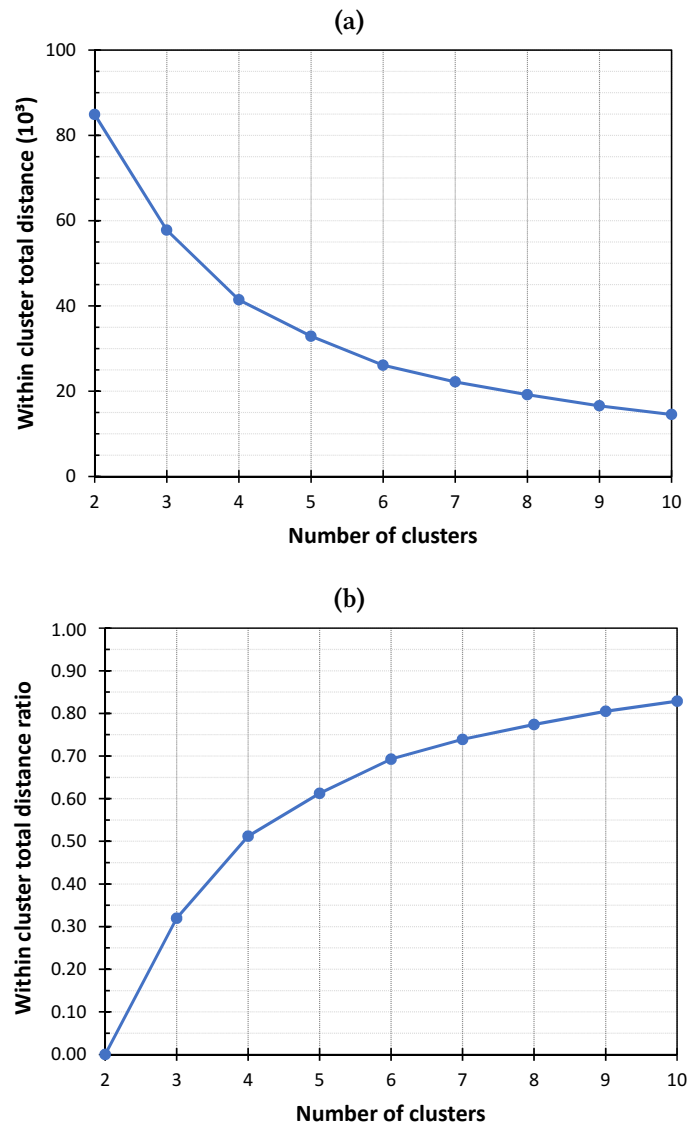 (a)
Within cluster total distance (10³)
100
80
60
40
20
0
2 3 4 5 6 7 8 9 10
Number of clusters
(b)
Within cluster total distance ratio
1.00
0.90
0.80
0.70
0.60
0.50
0.40
0.30
0.20
0.10
0.00
2 3 4 5 6 7 8 9 10
Number of clusters